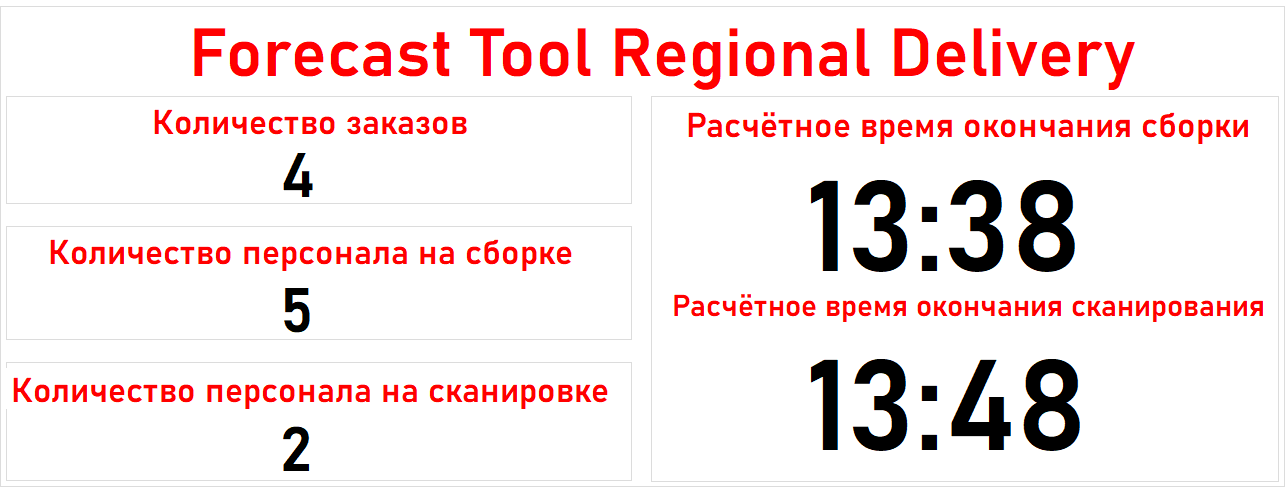 Forecast Tool Regional Delivery
Количество заказов
4
Количество персонала на сборке
5
Количество персонала на сканировке
2
Расчётное время окончания сборки
13:38
Расчётное время окончания сканирования
13:48